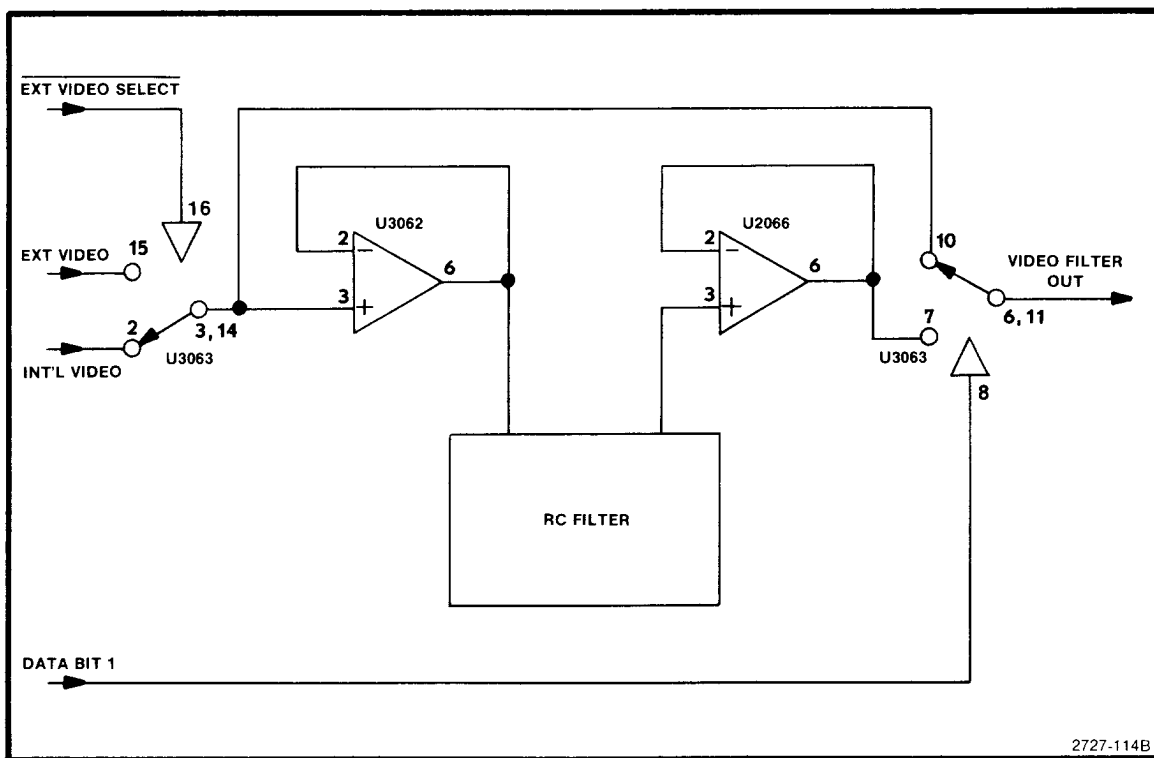 EXT VIDEO SELECT
16
EXT VIDEO
15
2
3, 14
U3063
INT'L VIDEO
U3062
2
−
3
+
6
U2066
2
−
3
+
6
10
VIDEO FILTER
OUT
6, 11
7
U3063
8
RC FILTER
DATA BIT 1
2727-114B